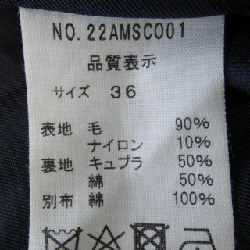 NO.22AMSC001
品質表示
サイズ 36
表地 毛 90%
ナイロン 10%
裏地 キュプラ 50%
綿 50%
別布 綿 100%